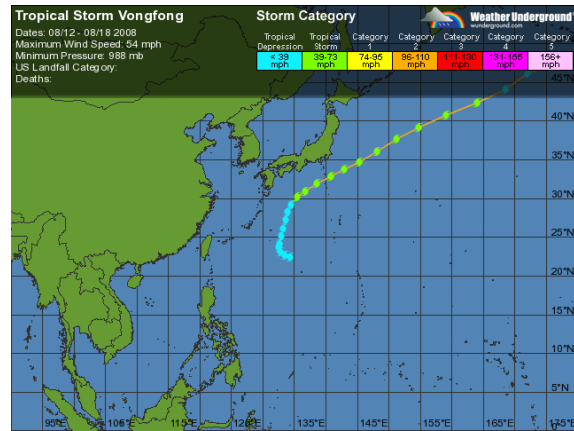 Tropical Storm Vongfong
Dates: 08/12 - 08/18 2008
Maximum Wind Speed: 54 mph
Minimum Pressure: 988 mb
US Landfall Category:
Deaths:
Storm Category
Weather Underground
wunderground.com
Tropical Depression
Tropical Storm
Category 1
Category 2
Category 3
Category 4
Category 5
< 39 mph
39-73 mph
74-95 mph
96-110 mph
111-130 mph
131-155 mph
156+ mph
45°N
40°N
35°N
30°N
25°N
20°N
15°N
10°N
5°N
95°E
105°E
115°E
125°E
135°E
145°E
155°E
165°E
175°E